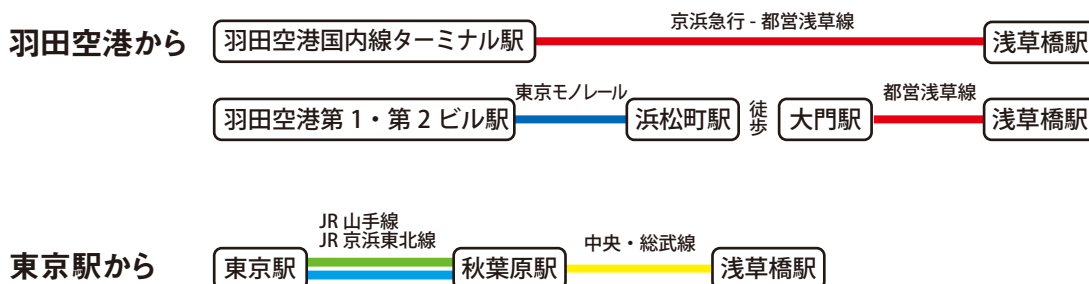 京浜急行 - 都営浅草線
羽田空港から 羽田空港国内線ターミナル駅 浅草橋駅
東京モノレール 都営浅草線
羽田空港第 1・第 2 ビル駅 浜松町駅 徒歩 大門駅 浅草橋駅
JR 山手線
JR 京浜東北線 中央・総武線
東京駅から 東京駅 秋葉原駅 浅草橋駅